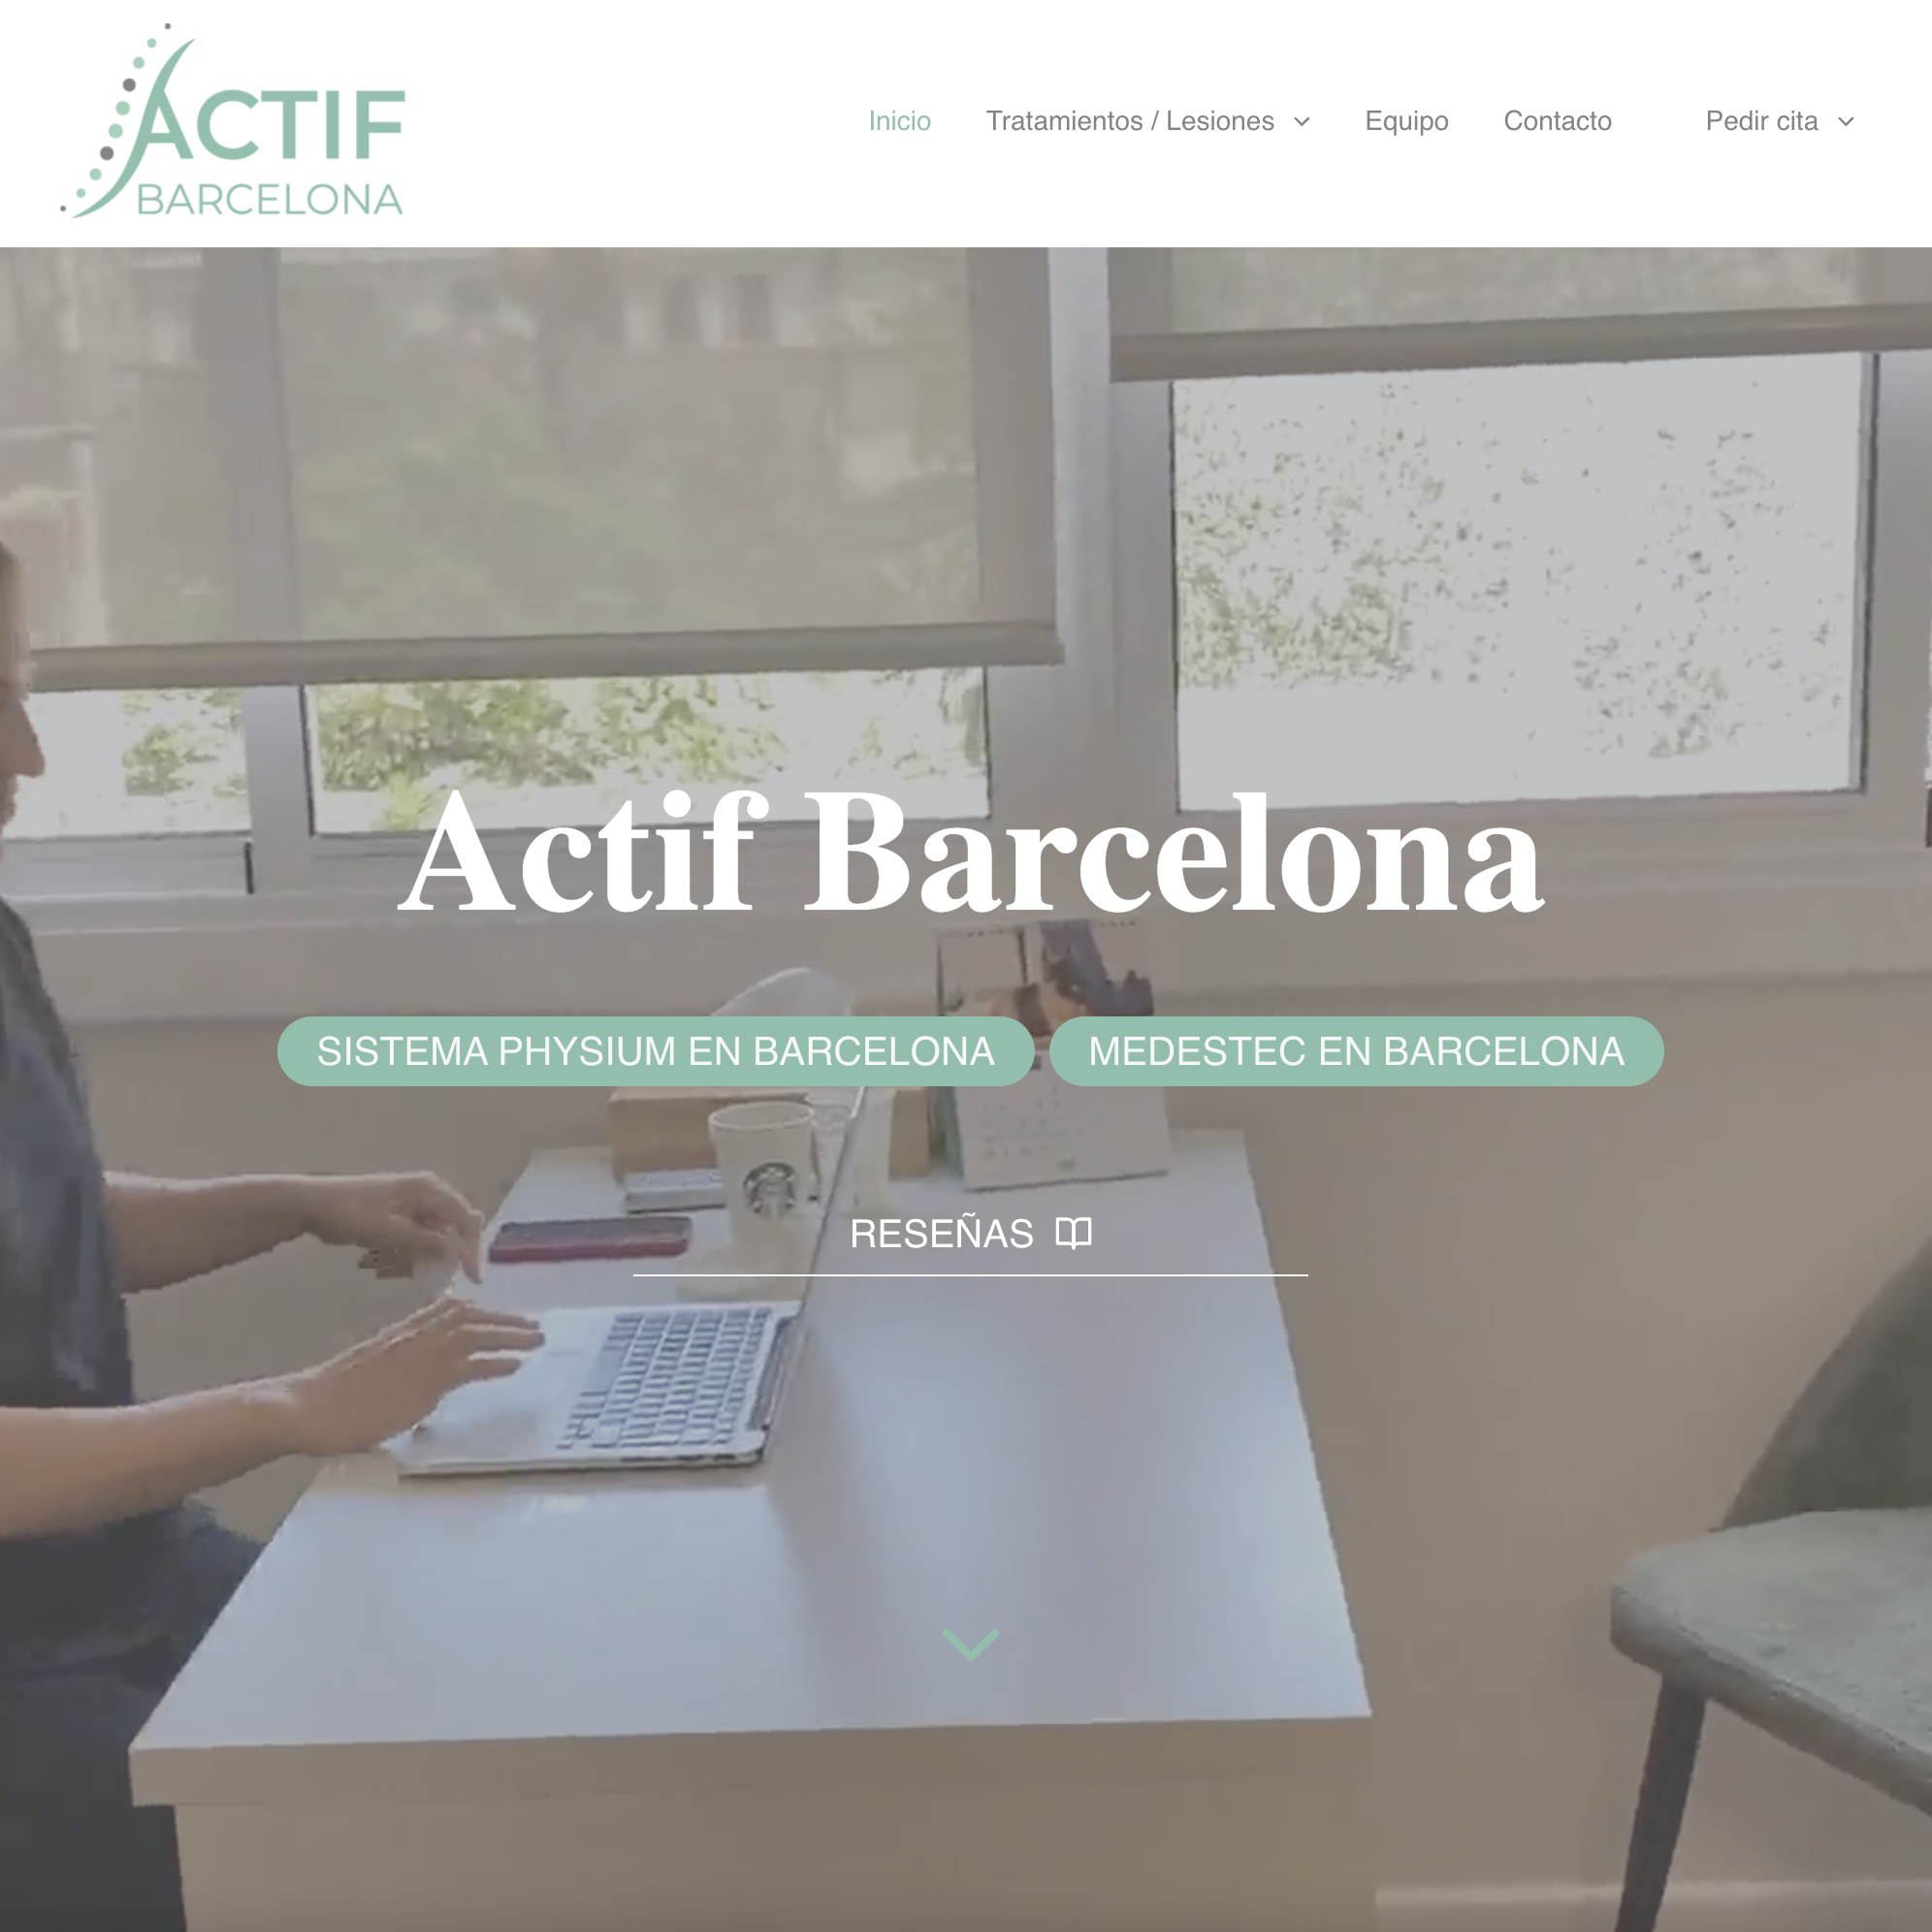 ACTIF
BARCELONA
Inicio Tratamientos / Lesiones Equipo Contacto Pedir cita
Actif Barcelona
SISTEMA PHYSIUM EN BARCELONA MEDESTEC EN BARCELONA
RESEÑAS